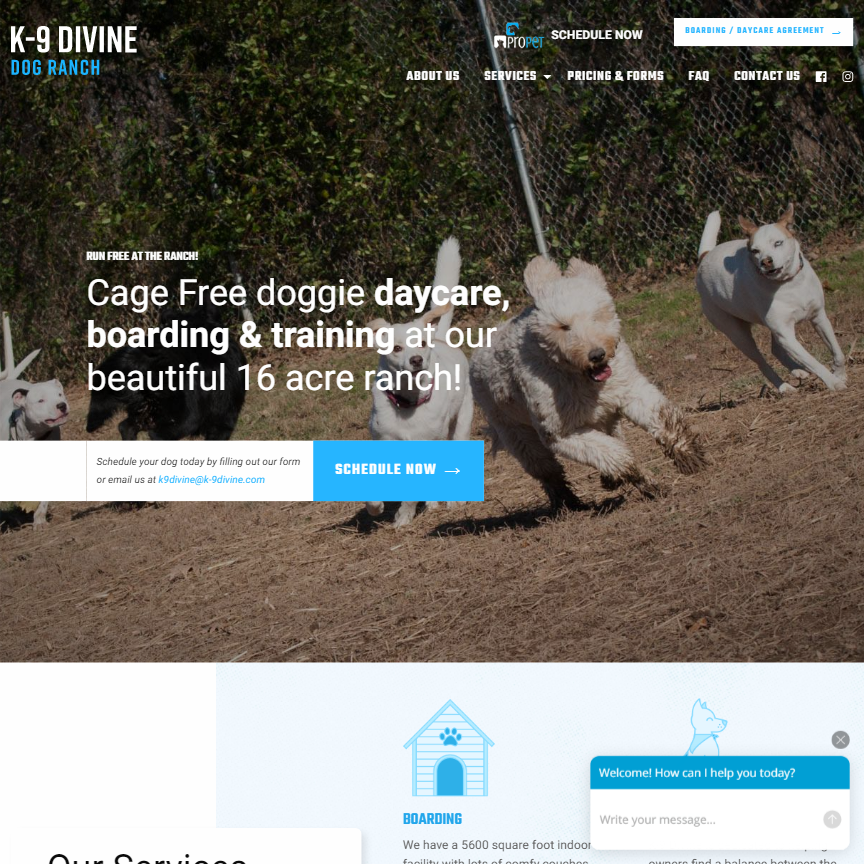 K-9 DIVINE
DOG RANCH
PROPET
SCHEDULE NOW
BOARDING / DAYCARE AGREEMENT →
ABOUT US
SERVICES
PRICING & FORMS
FAQ
CONTACT US
RUN FREE AT THE RANCH!
Cage Free doggie daycare,
boarding & training at our
beautiful 16 acre ranch!
Schedule your dog today by filling out our form
or email us at k9divine@k-9divine.com
SCHEDULE NOW →
BOARDING
We have a 5600 square foot indoor
facility with lots of comfy couches
owners find a balance between the
Our Services
Welcome! How can I help you today?
Write your message...